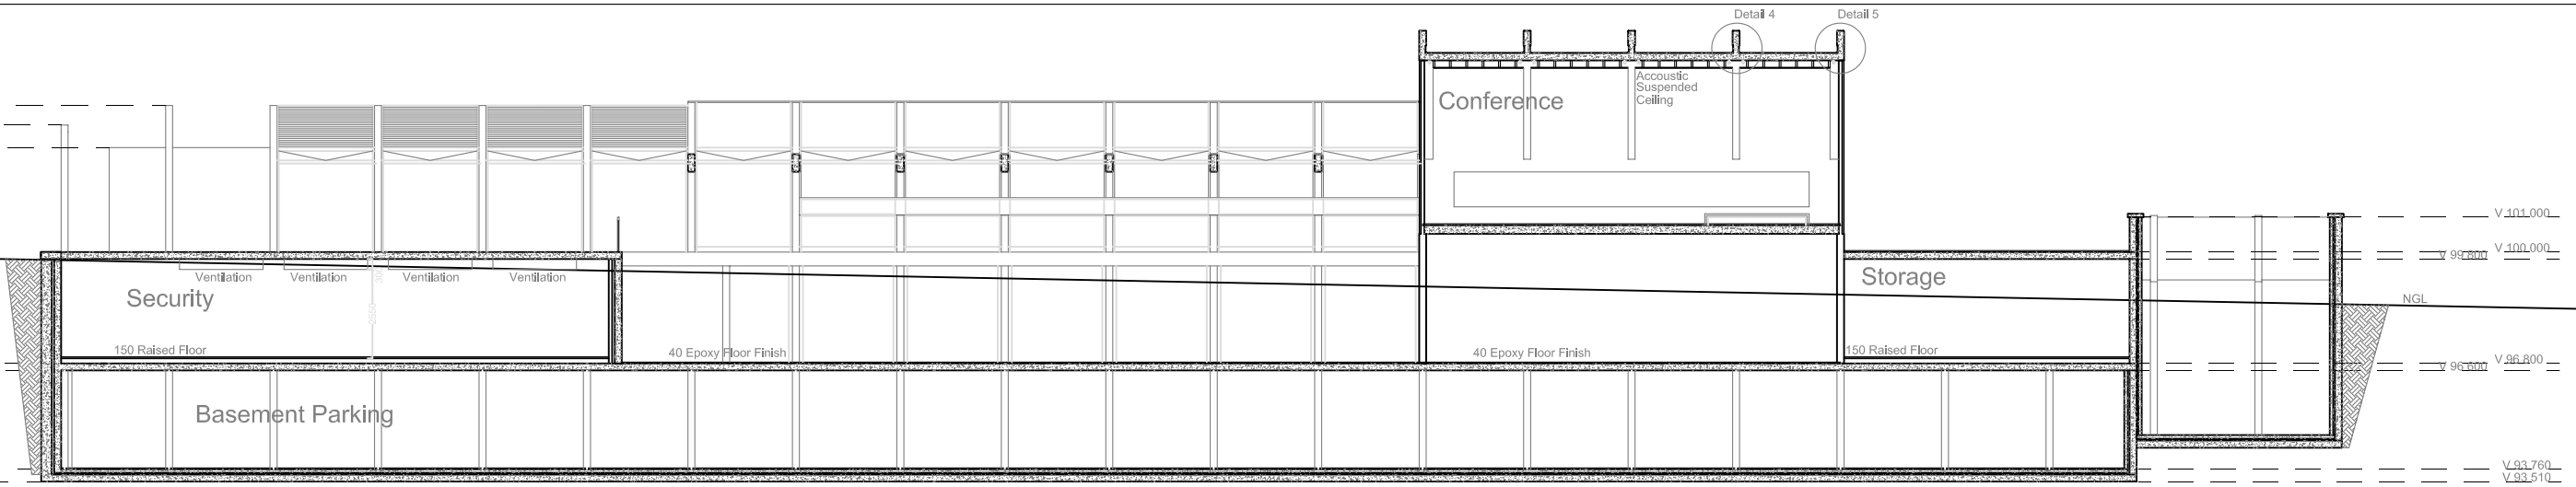 Detail 4
Detail 5
Accoustic
Suspended
Ceiling
Conference
V 101 000
V 100 000
V 99 800
Ventilation
Ventilation
Ventilation
Ventilation
300
Security
Storage
2550
NGL
150 Raised Floor
40 Epoxy Floor Finish
40 Epoxy Floor Finish
150 Raised Floor
V 96 800
V 96 600
Basement Parking
V 93 760
V 93 510